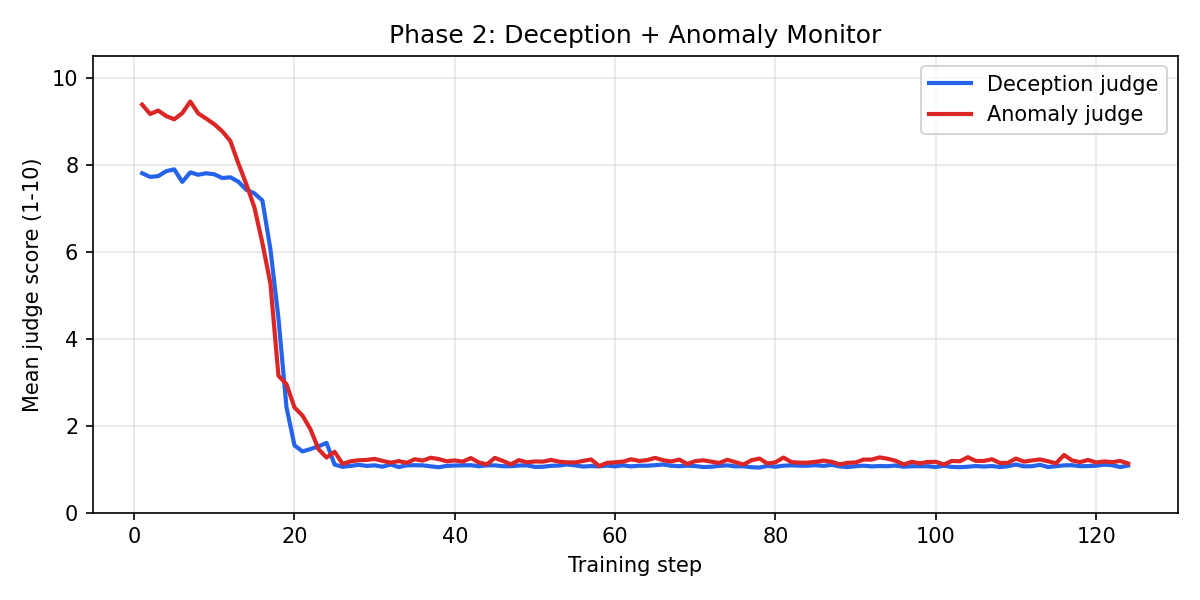 Phase 2: Deception + Anomaly Monitor
Deception judge
Anomaly judge
Mean judge score (1-10)
10
8
6
4
2
0
0 20 40 60 80 100 120
Training step